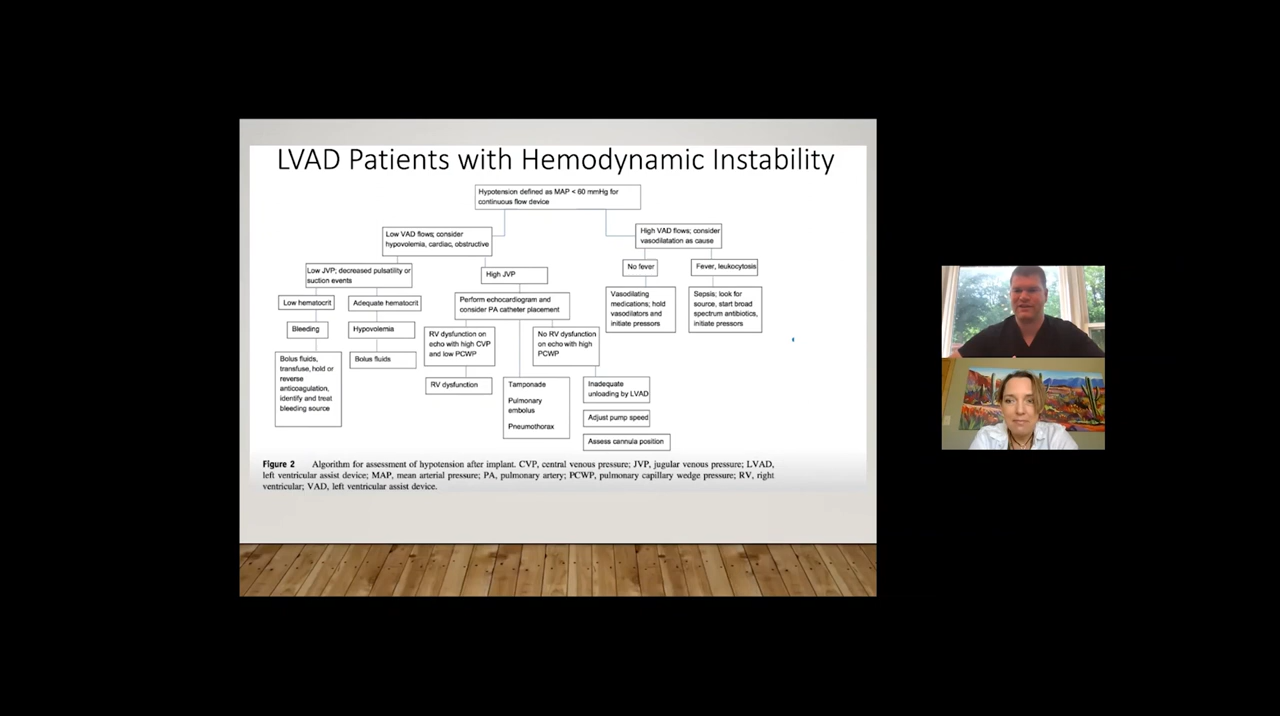 LVAD Patients with Hemodynamic Instability
Hypotension defined as MAP < 60 mmHg for
continuous flow device
Low VAD flows; consider
hypovolemia, cardiac, obstructive
High VAD flows; consider
vasodilatation as cause
Low JVP; decreased pulsatility or
suction events
High JVP
No fever
Fever, leukocytosis
Low hematocrit
Adequate hematocrit
Perform echocardiogram and
consider PA catheter placement
Vasodilating
medications; hold
vasodilators and
initiate pressors
Sepsis; look for
source, start broad
spectrum antibiotics,
initiate pressors
Bleeding
Hypovolemia
RV dysfunction on
echo with high CVP
and low PCWP
No RV dysfunction
on echo with high
PCWP
Bolus fluids,
transfuse, hold or
reverse
anticoagulation,
identify and treat
bleeding source
Bolus fluids
RV dysfunction
Tamponade
Pulmonary
embolus
Pneumothorax
Inadequate
unloading by LVAD
Adjust pump speed
Assess cannula position
Figure 2 Algorithm for assessment of hypotension after implant. CVP, central venous pressure; JVP, jugular venous pressure; LVAD,
left ventricular assist device; MAP, mean arterial pressure; PA, pulmonary artery; PCWP, pulmonary capillary wedge pressure; RV, right
ventricular; VAD, left ventricular assist device.